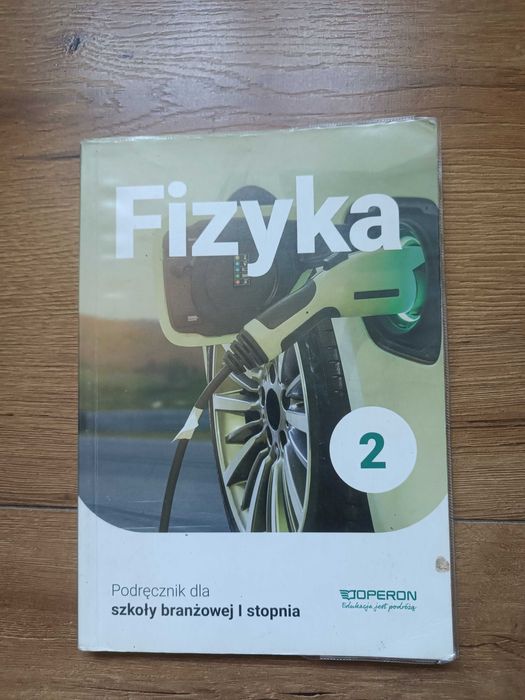 Fizyka
2
Podręcznik dla
szkoły branżowej I stopnia
OPERON
Edukacja jest podróżą